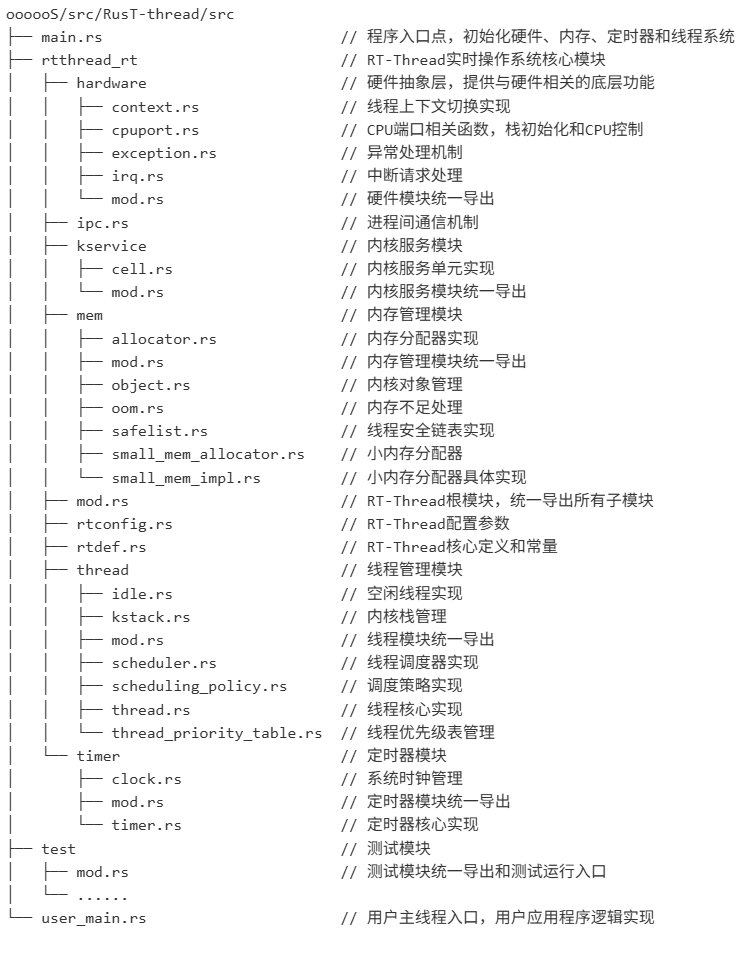 oooooS/src/RusT-thread/src
├── main.rs                           // 程序入口点，初始化硬件、内存、定时器和线程系统
├── rtthread_rt                       // RT-Thread实时操作系统核心模块
│   ├── hardware                      // 硬件抽象层，提供与硬件相关的底层功能
│   │   ├── context.rs                // 线程上下文切换实现
│   │   ├── cpuport.rs                // CPU端口相关函数，栈初始化和CPU控制
│   │   ├── exception.rs              // 异常处理机制
│   │   ├── irq.rs                    // 中断请求处理
│   │   └── mod.rs                    // 硬件模块统一导出
│   ├── ipc.rs                        // 进程间通信机制
│   ├── kservice                      // 内核服务模块
│   │   ├── cell.rs                   // 内核服务单元实现
│   │   └── mod.rs                    // 内核服务模块统一导出
│   ├── mem                           // 内存管理模块
│   │   ├── allocator.rs              // 内存分配器实现
│   │   ├── mod.rs                    // 内存管理模块统一导出
│   │   ├── object.rs                 // 内核对象管理
│   │   ├── oom.rs                    // 内存不足处理
│   │   ├── safelist.rs               // 线程安全链表实现
│   │   ├── small_mem_allocator.rs    // 小内存分配器
│   │   └── small_mem_impl.rs         // 小内存分配器具体实现
│   ├── mod.rs                        // RT-Thread根模块，统一导出所有子模块
│   ├── rtconfig.rs                   // RT-Thread配置参数
│   ├── rtdef.rs                      // RT-Thread核心定义和常量
│   ├── thread                        // 线程管理模块
│   │   ├── idle.rs                   // 空闲线程实现
│   │   ├── kstack.rs                 // 内核栈管理
│   │   ├── mod.rs                    // 线程模块统一导出
│   │   ├── scheduler.rs              // 线程调度器实现
│   │   ├── scheduling_policy.rs      // 调度策略实现
│   │   ├── thread.rs                 // 线程核心实现
│   │   └── thread_priority_table.rs  // 线程优先级表管理
│   └── timer                         // 定时器模块
│       ├── clock.rs                  // 系统时钟管理
│       ├── mod.rs                    // 定时器模块统一导出
│       └── timer.rs                  // 定时器核心实现
├── test                              // 测试模块
│   ├── mod.rs                        // 测试模块统一导出和测试运行入口
│   └── ......
└── user_main.rs                      // 用户主线程入口，用户应用程序逻辑实现